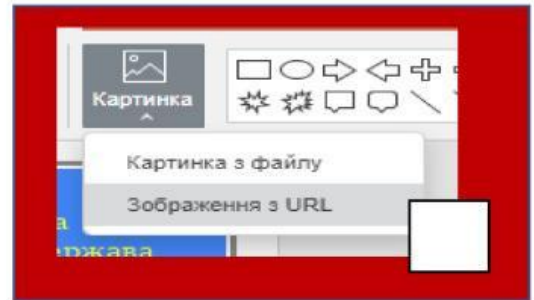 Картинка
Картинка з файлу
Зображення з URL
а
ержава